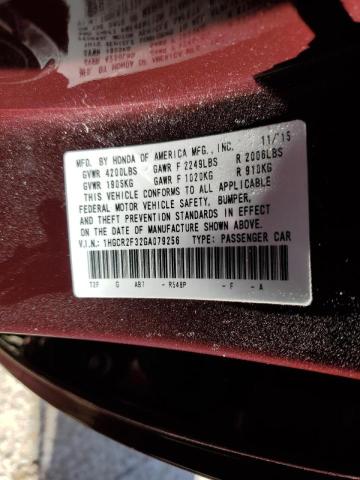 MFD. BY HONDA OF AMERICA MFG., INC. 11/15
GVWR 4200LBS GAWR F 2249LBS R 2006LBS
GVWR 1905KG GAWR F 1020KG R 910KG
THIS VEHICLE CONFORMS TO ALL APPLICABLE
FEDERAL MOTOR VEHICLE SAFETY, BUMPER,
AND THEFT PREVENTION STANDARDS IN EFFECT
ON THE DATE OF MANUFACTURE SHOWN ABOVE.
V.I.N.: 1HGCR2F32GA079256 TYPE: PASSENGER CAR
T2F G AB7 - R548P - F - A